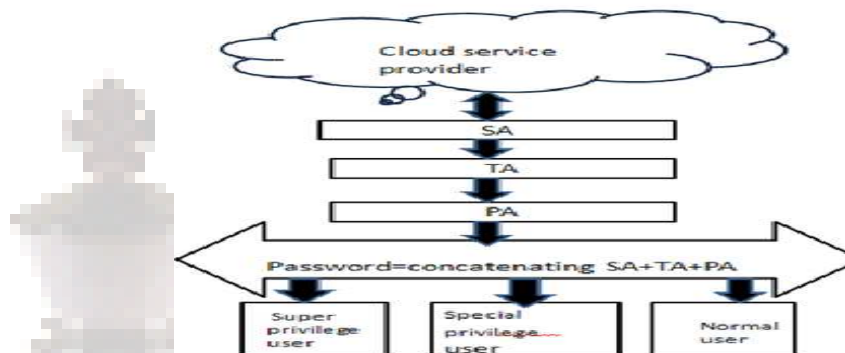 Cloud service
provider
SA
TA
PA
Password=concatenating SA+TA+PA
Super
privilege
user
Special
privilege
user
Normal
user